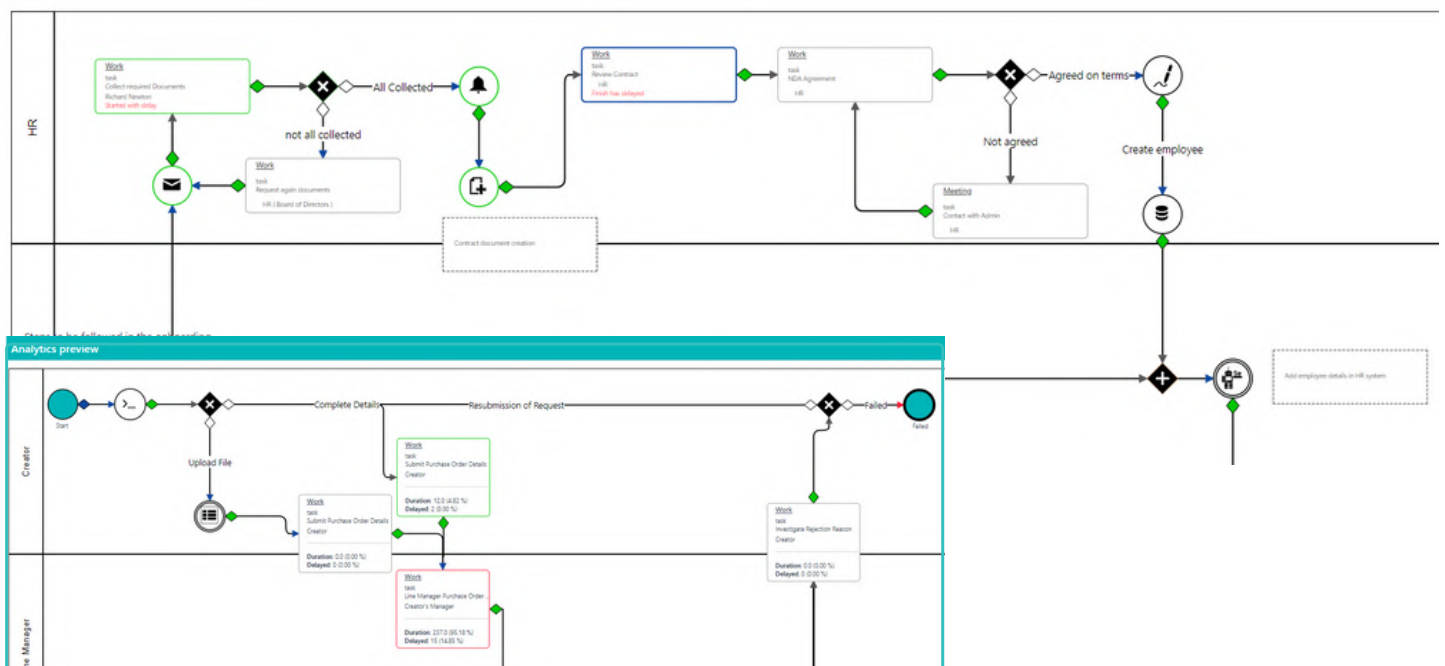 HR
Work
task
Collect required Documents
Richard Newton
Started with delay
All Collected
not all collected
Work
task
Request again documents
HR ( Board of Directors )
Contract document creation
Work
task
Review Contract
HR
Finish has delayed
Work
task
NDA Agreement
HR
Agreed on terms
Not agreed
Meeting
task
Contact with Admin
HR
Create employee
Add employee details in HR system
Analytics preview
Creator
Start
Complete Details
Resubmission of Request
Failed
Failed
Upload File
Work
task
Submit Purchase Order Details
Creator
Duration: 12.0 (4.82 %)
Delayed: 2 (0.00 %)
Work
task
Submit Purchase Order Details
Creator
Duration: 0.0 (0.00 %)
Delayed: 0 (0.00 %)
Work
task
Investigate Rejection Reason
Creator
Duration: 0.0 (0.00 %)
Delayed: 0 (0.00 %)
Work
task
Line Manager Purchase Order ...
Creator's Manager
Duration: 237.0 (95.18 %)
Delayed: 15 (14.85 %)
Manager